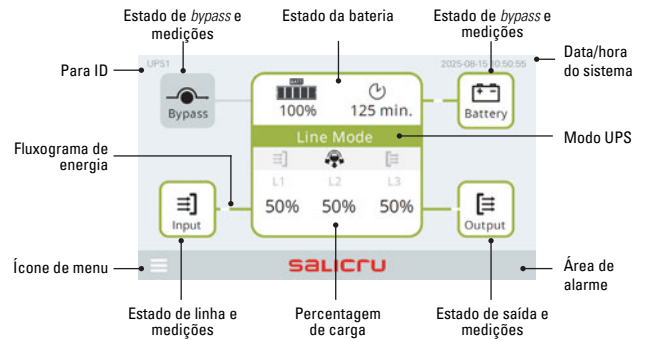 Estado de bypass e
medições
Estado da bateria
Estado de bypass e
medições
Data/hora
do sistema
Para ID
UPS1
2025-08-15 10:50:55
Bypass
100%
125 min.
Battery
Line Mode
Modo UPS
Fluxograma de
energia
L1
L2
L3
50%
50%
50%
Input
Output
Ícone de menu
SALICRU
Área de
alarme
Estado de linha e
medições
Percentagem
de carga
Estado de saída e
medições